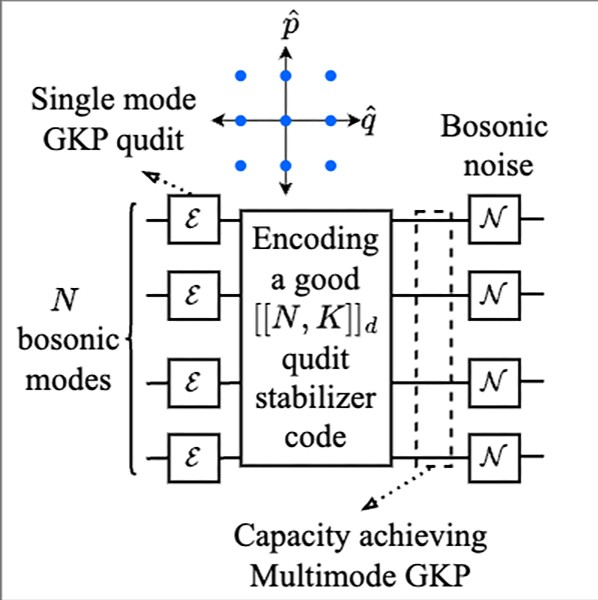 p̂
q̂
Single mode
GKP qudit
Bosonic
noise
ℰ
Encoding
a good
[[N, K]]_d
qudit
stabilizer
code
𝒩
ℰ
𝒩
N
bosonic
modes
ℰ
𝒩
ℰ
𝒩
Capacity achieving
Multimode GKP